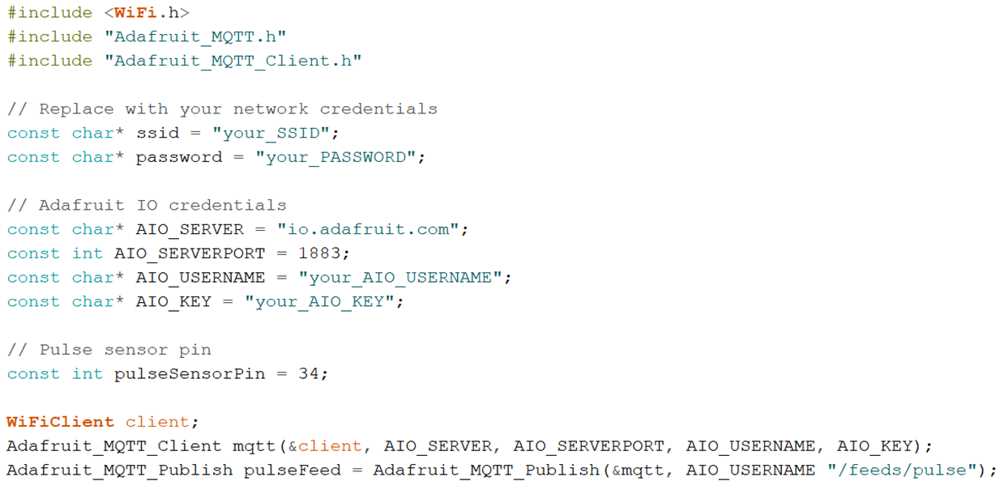 #include <WiFi.h>
#include "Adafruit_MQTT.h"
#include "Adafruit_MQTT_Client.h"
// Replace with your network credentials
const char* ssid = "your_SSID";
const char* password = "your_PASSWORD";
// Adafruit IO credentials
const char* AIO_SERVER = "io.adafruit.com";
const int AIO_SERVERPORT = 1883;
const char* AIO_USERNAME = "your_AIO_USERNAME";
const char* AIO_KEY = "your_AIO_KEY";
// Pulse sensor pin
const int pulseSensorPin = 34;
WiFiClient client;
Adafruit_MQTT_Client mqtt(&client, AIO_SERVER, AIO_SERVERPORT, AIO_USERNAME, AIO_KEY);
Adafruit_MQTT_Publish pulseFeed = Adafruit_MQTT_Publish(&mqtt, AIO_USERNAME "/feeds/pulse");